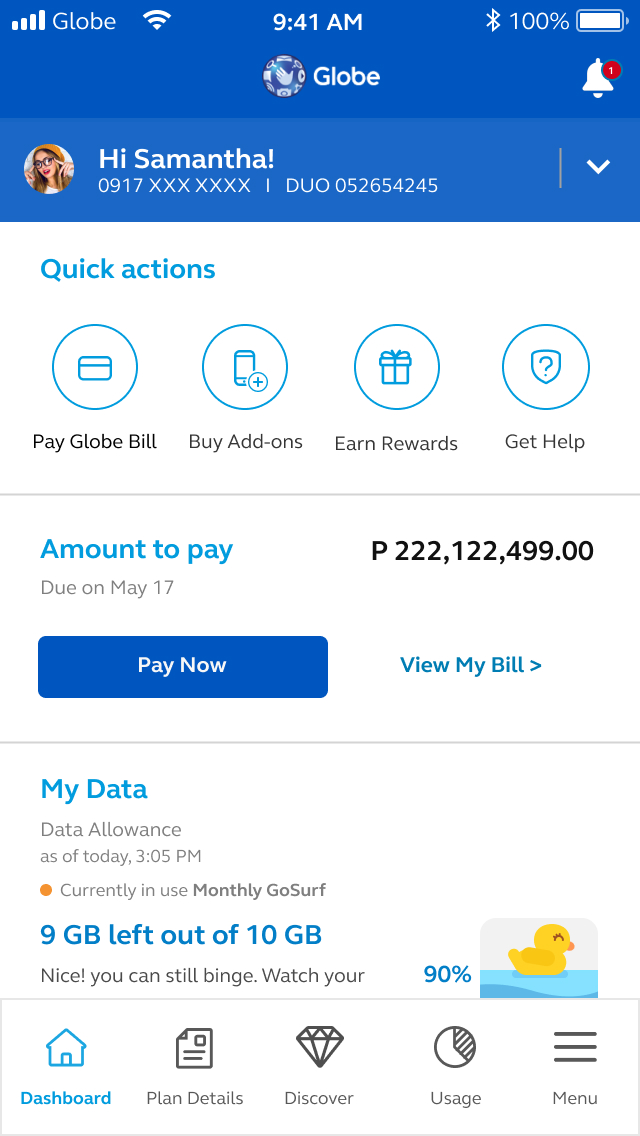 Globe 9:41 AM 100%
Globe
1
Hi Samantha!
0917 XXX XXXX I DUO 052654245
Quick actions
Pay Globe Bill Buy Add-ons Earn Rewards Get Help
Amount to pay P 222,122,499.00
Due on May 17
Pay Now View My Bill >
My Data
Data Allowance
as of today, 3:05 PM
Currently in use Monthly GoSurf
9 GB left out of 10 GB
Nice! you can still binge. Watch your 90%
Dashboard Plan Details Discover Usage Menu